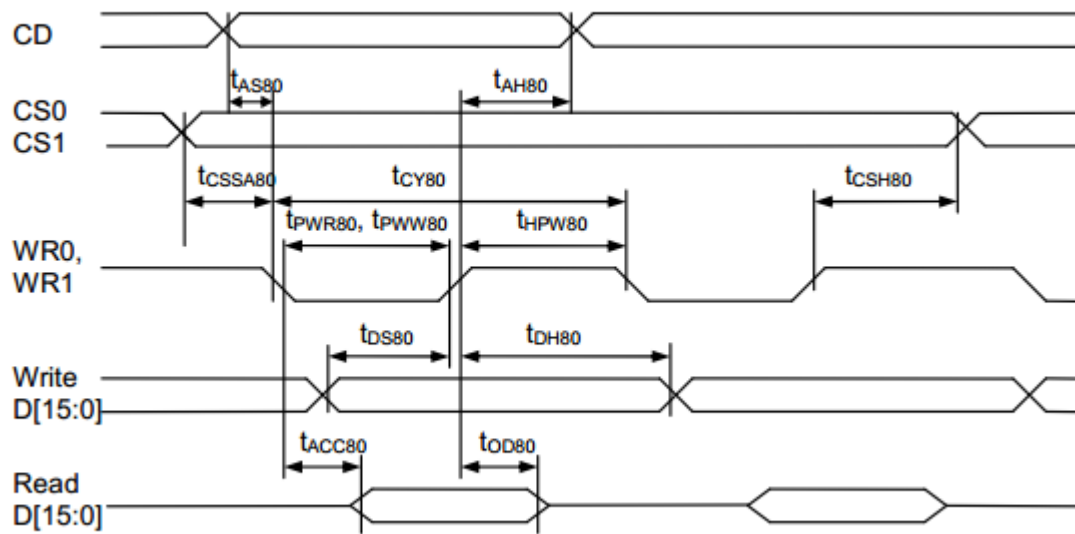 CD
tAS80
tAH80
CS0
CS1
tCSSA80
tCY80
tCSH80
tPWR80, tPWW80
tHPW80
WR0,
WR1
tDS80
tDH80
Write
D[15:0]
tACC80
tOD80
Read
D[15:0]